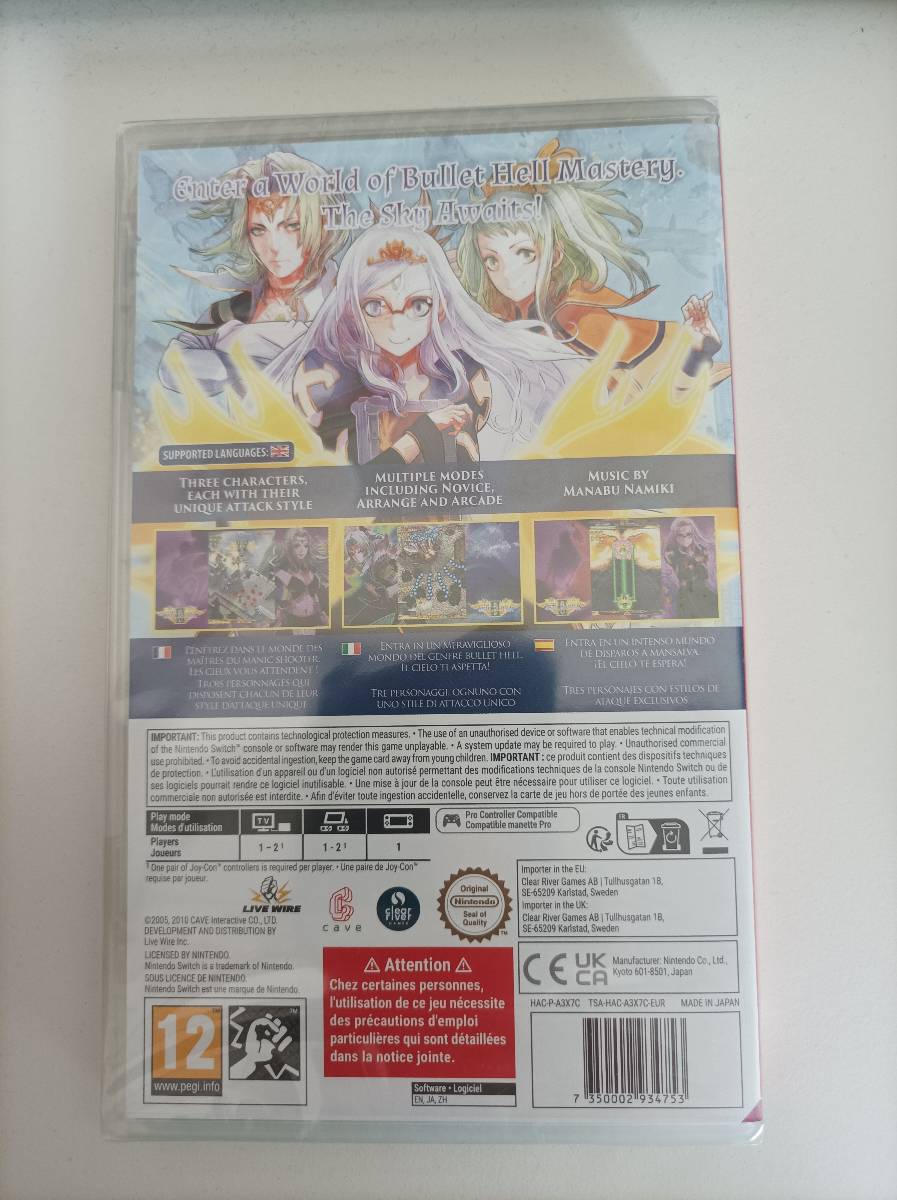 Enter a World of Bullet Hell Mastery.
The Sky Awaits!
SUPPORTED LANGUAGES:
THREE CHARACTERS,
EACH WITH THEIR
UNIQUE ATTACK STYLE
MULTIPLE MODES
INCLUDING NOVICE,
ARRANGE AND ARCADE
MUSIC BY
MANABU NAMIKI
PÉNÉTREZ DANS LE MONDE DES
MAÎTRES DU MANIC SHOOTER.
LES CIEUX VOUS ATTENDENT !
TROIS PERSONNAGES QUI
DISPOSENT CHACUN DE LEUR
STYLE D'ATTAQUE UNIQUE
ENTRA IN UN MERAVIGLIOSO
MONDO DEL GENERE BULLET HELL.
IL CIELO TI ASPETTA!
TRE PERSONAGGI, OGNUNO CON
UNO STILE DI ATTACCO UNICO
ENTRA EN UN INTENSO MUNDO
DE DISPAROS A MANSALVA.
¡EL CIELO TE ESPERA!
TRES PERSONAJES CON ESTILOS DE
ATAQUE EXCLUSIVOS
IMPORTANT: This product contains technological protection measures. • The use of an unauthorised device or software that enables technical modification
of the Nintendo Switch™ console or software may render this game unplayable. • A system update may be required to play. • Unauthorised commercial
use prohibited. • To avoid accidental ingestion, keep the game card away from young children. IMPORTANT : ce produit contient des dispositifs techniques
de protection. • L'utilisation d'un appareil ou d'un logiciel non autorisé permettant des modifications techniques de la console Nintendo Switch ou de
ses logiciels pourrait rendre ce logiciel inutilisable. • Une mise à jour de la console peut être nécessaire pour utiliser ce logiciel. • Toute utilisation
commerciale non autorisée est interdite. • Afin d'éviter toute ingestion accidentelle, conservez la carte de jeu hors de portée des jeunes enfants.
Play mode
Modes d'utilisation
TV
Pro Controller Compatible
Compatible manette Pro
Players
Joueurs
1 - 2¹
1 - 2¹
1
¹ One pair of Joy-Con™ controllers is required per player. • Une paire de Joy-Con™
requise par joueur.
FR
LIVE WIRE
cave
clear
river
GAMES
Original
Nintendo
Seal of
Quality
TM
Importer in the EU:
Clear River Games AB | Tullhusgatan 1B,
SE-65209 Karlstad, Sweden
Importer in the UK:
Clear River Games AB | Tullhusgatan 1B,
SE-65209 Karlstad, Sweden
©2005, 2010 CAVE Interactive CO., LTD.
DEVELOPMENT AND DISTRIBUTION BY
Live Wire Inc.
LICENSED BY NINTENDO.
Nintendo Switch is a trademark of Nintendo.
SOUS LICENCE DE NINTENDO.
Nintendo Switch est une marque de Nintendo.
CE UK
CA
Manufacturer: Nintendo Co., Ltd.,
Kyoto 601-8501, Japan
HAC-P-A3X7C TSA-HAC-A3X7C-EUR MADE IN JAPAN
Attention
Chez certaines personnes,
l'utilisation de ce jeu nécessite
des précautions d'emploi
particulières qui sont détaillées
dans la notice jointe.
12
www.pegi.info
Software • Logiciel
EN, JA, ZH
7 350002 934753